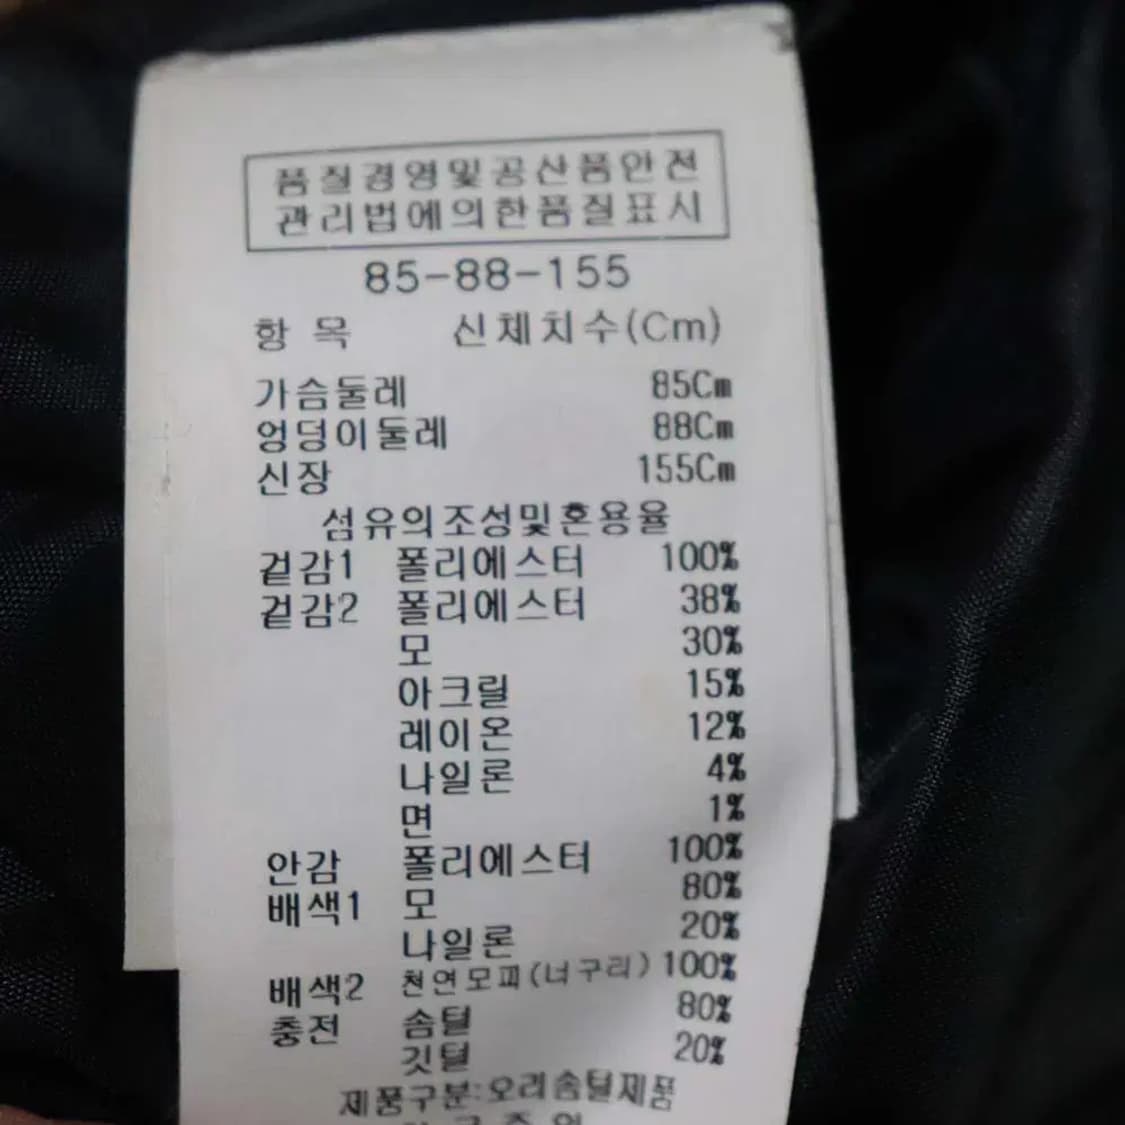 품질경영및공산품안전
관리법에의한품질표시
85-88-155
항 목 신체치수(Cm)
가슴둘레 85Cm
엉덩이둘레 88Cm
신장 155Cm
섬유의조성및혼용율
겉감1 폴리에스터 100%
겉감2 폴리에스터 38%
모 30%
아크릴 15%
레이온 12%
나일론 4%
면 1%
안감 폴리에스터 100%
배색1 모 80%
나일론 20%
배색2 천연모피(너구리) 100%
충전 솜털 80%
깃털 20%
제품구분:오리솜털제품